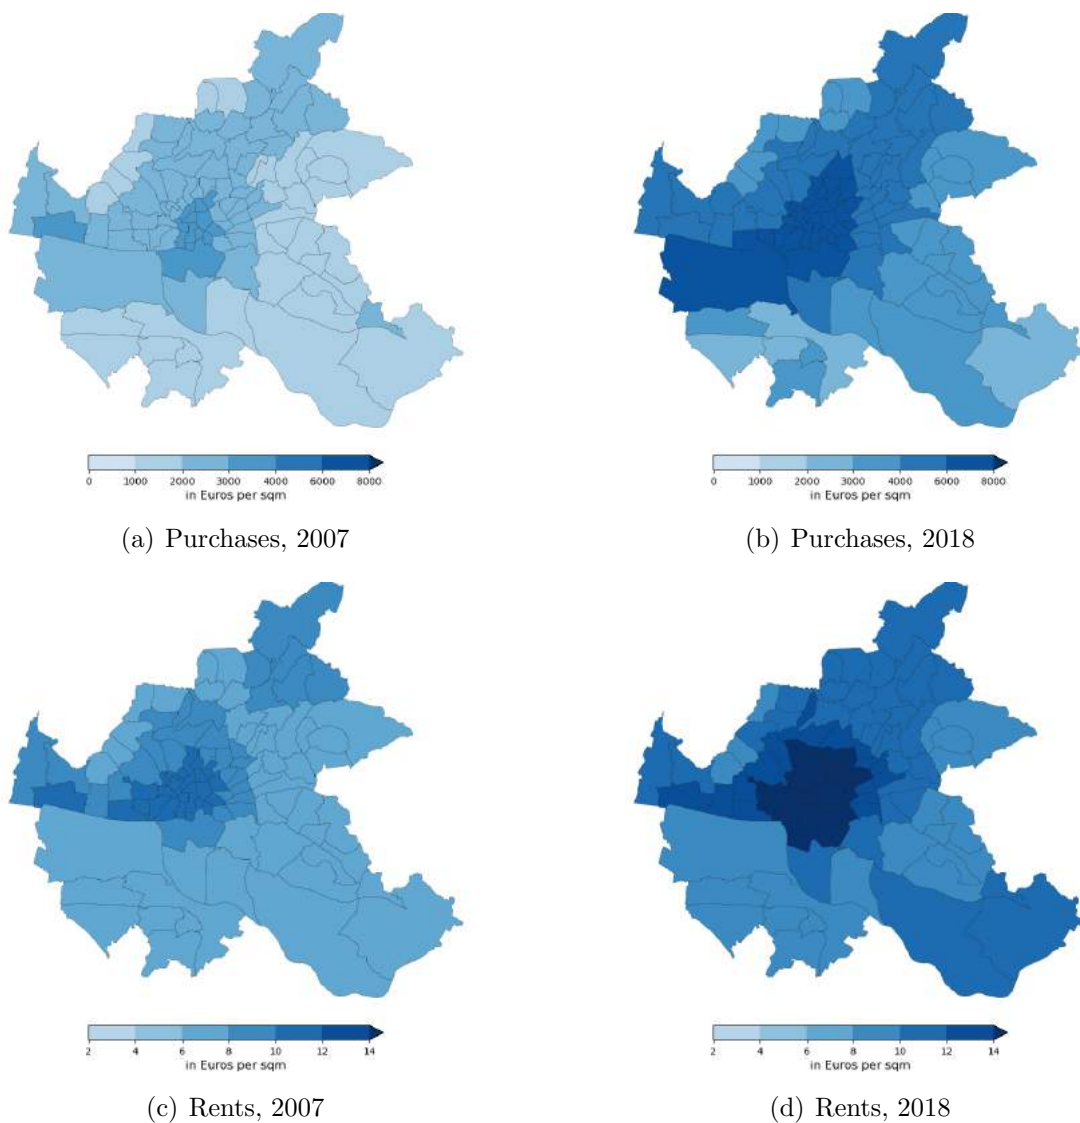 0 1000 2000 3000 4000 6000 8000
in Euros per sqm
(a) Purchases, 2007
0 1000 2000 3000 4000 6000 8000
in Euros per sqm
(b) Purchases, 2018
2 4 6 8 10 12 14
in Euros per sqm
(c) Rents, 2007
2 4 6 8 10 12 14
in Euros per sqm
(d) Rents, 2018